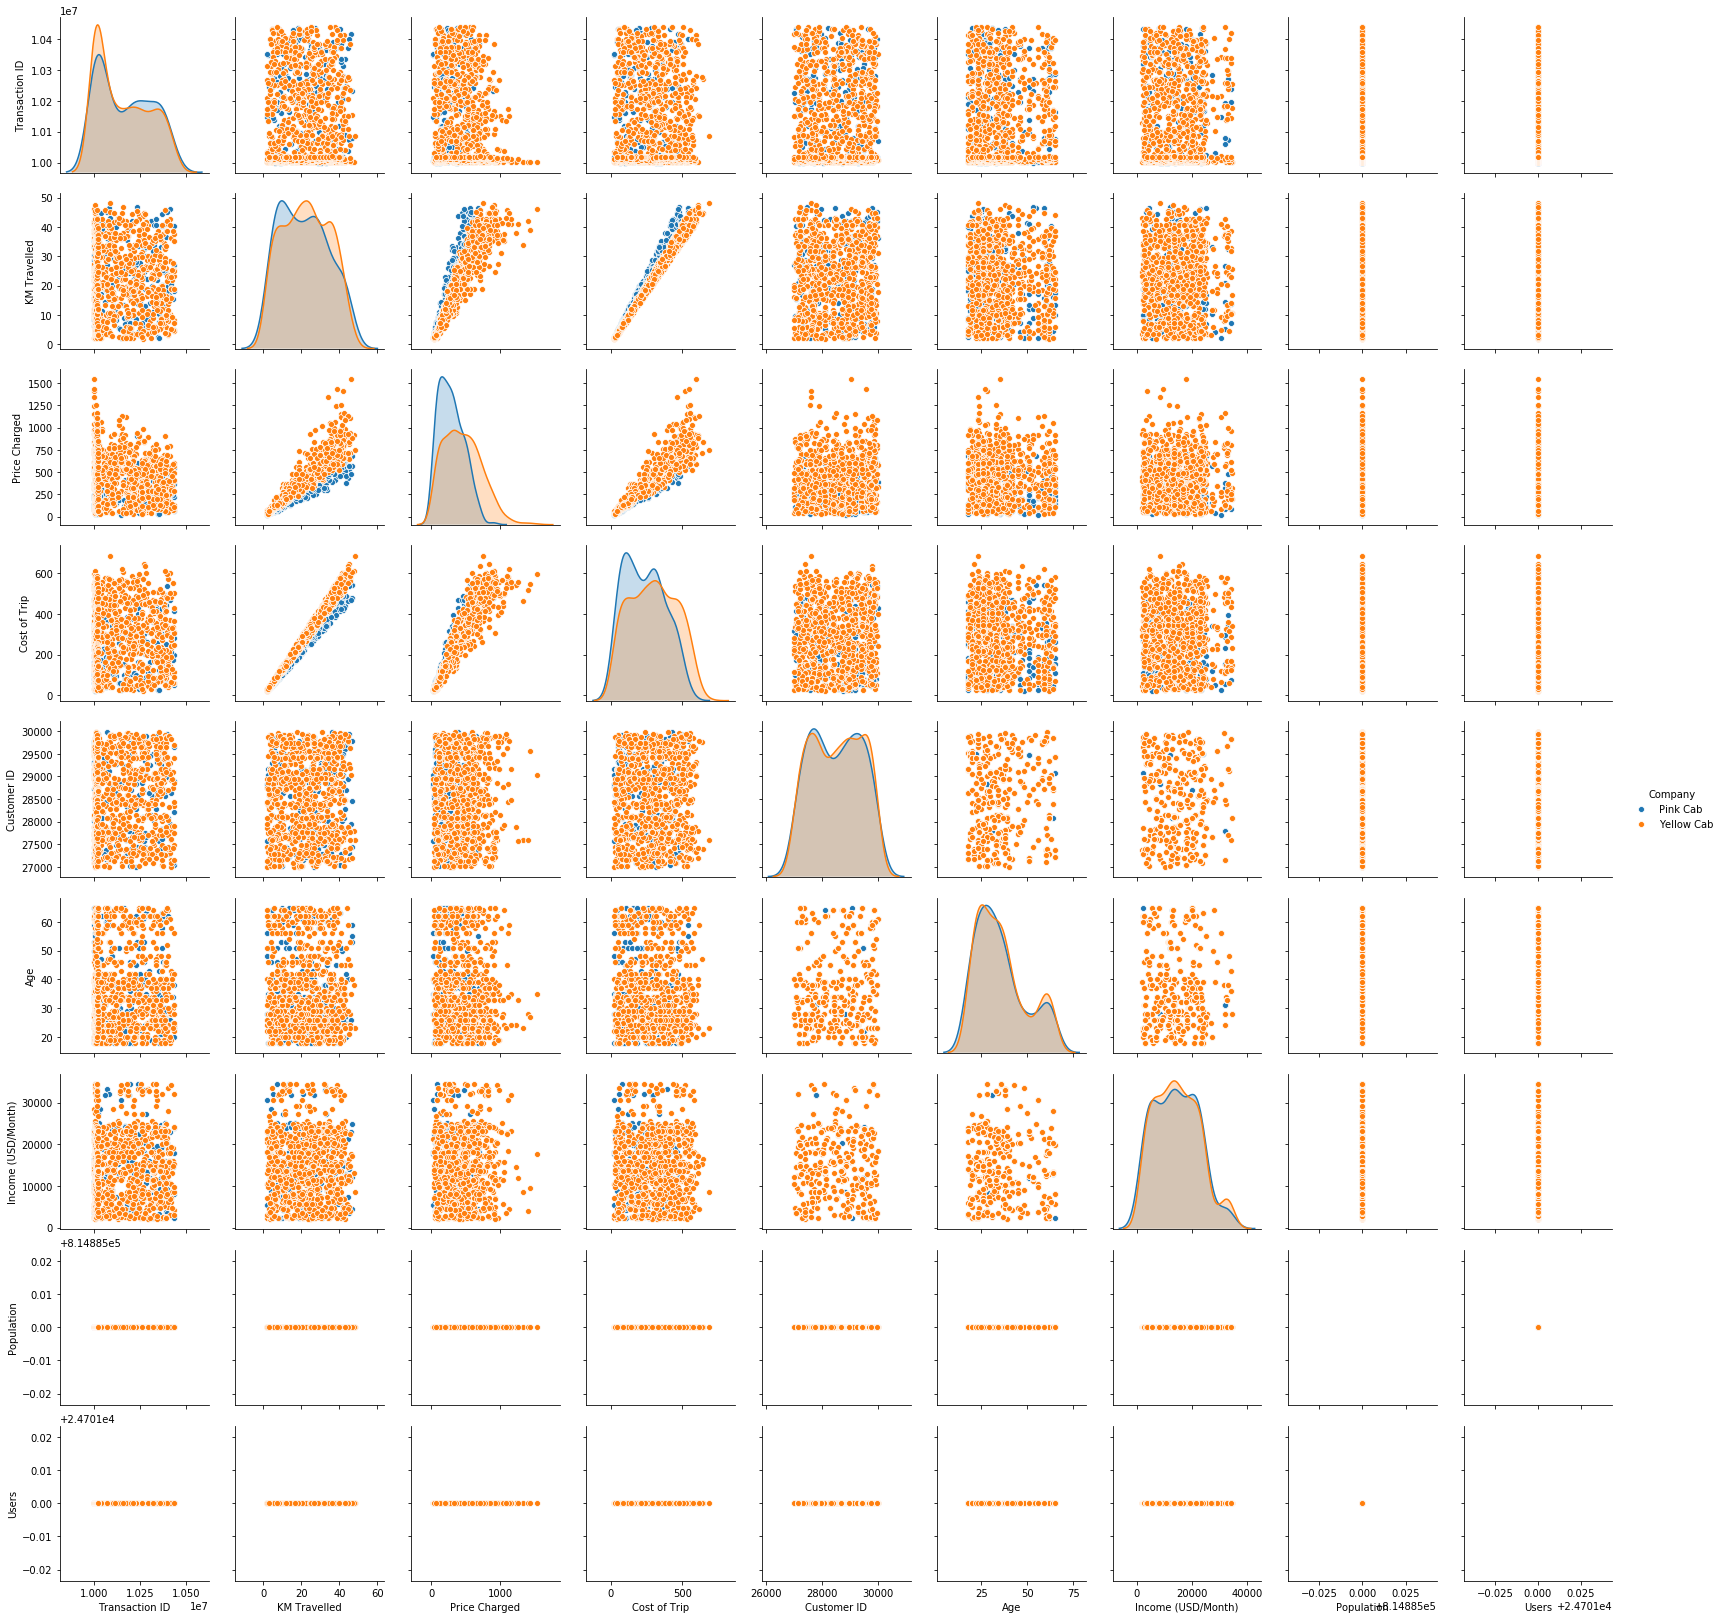 1e7
1.04
1.03
1.02
1.01
1.00
Transaction ID
50
40
30
20
10
0
KM Travelled
1500
1250
1000
750
500
250
0
Price Charged
600
400
200
0
Cost of Trip
30000
29500
29000
28500
28000
27500
27000
Customer ID
Company
Pink Cab
Yellow Cab
60
50
40
30
20
Age
30000
20000
10000
0
Income (USD/Month)
+8.14885e5
0.02
0.01
0.00
−0.01
−0.02
Population
+2.4701e4
0.02
0.01
0.00
−0.01
−0.02
Users
1.000 1.025 1.050 0 20 40 60 0 1000 0 500 26000 28000 30000 25 50 75 0 20000 40000 −0.025 0.000 0.025 −0.025 0.000 0.025
Transaction ID 1e7 KM Travelled Price Charged Cost of Trip Customer ID Age Income (USD/Month) Population +8.14885e5 Users +2.4701e4